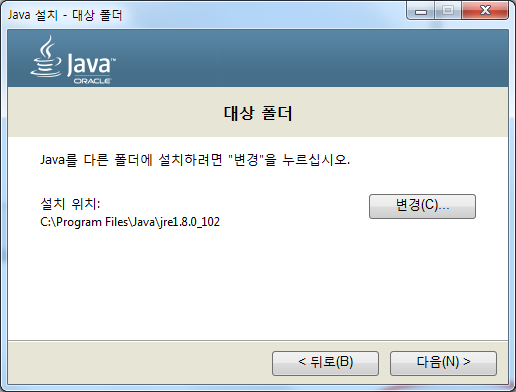 Java 설치 - 대상 폴더
Java™
ORACLE
대상 폴더
Java를 다른 폴더에 설치하려면 "변경"을 누르십시오.
설치 위치:
변경(C)...
C:\Program Files\Java\jre1.8.0_102
< 뒤로(B)
다음(N) >